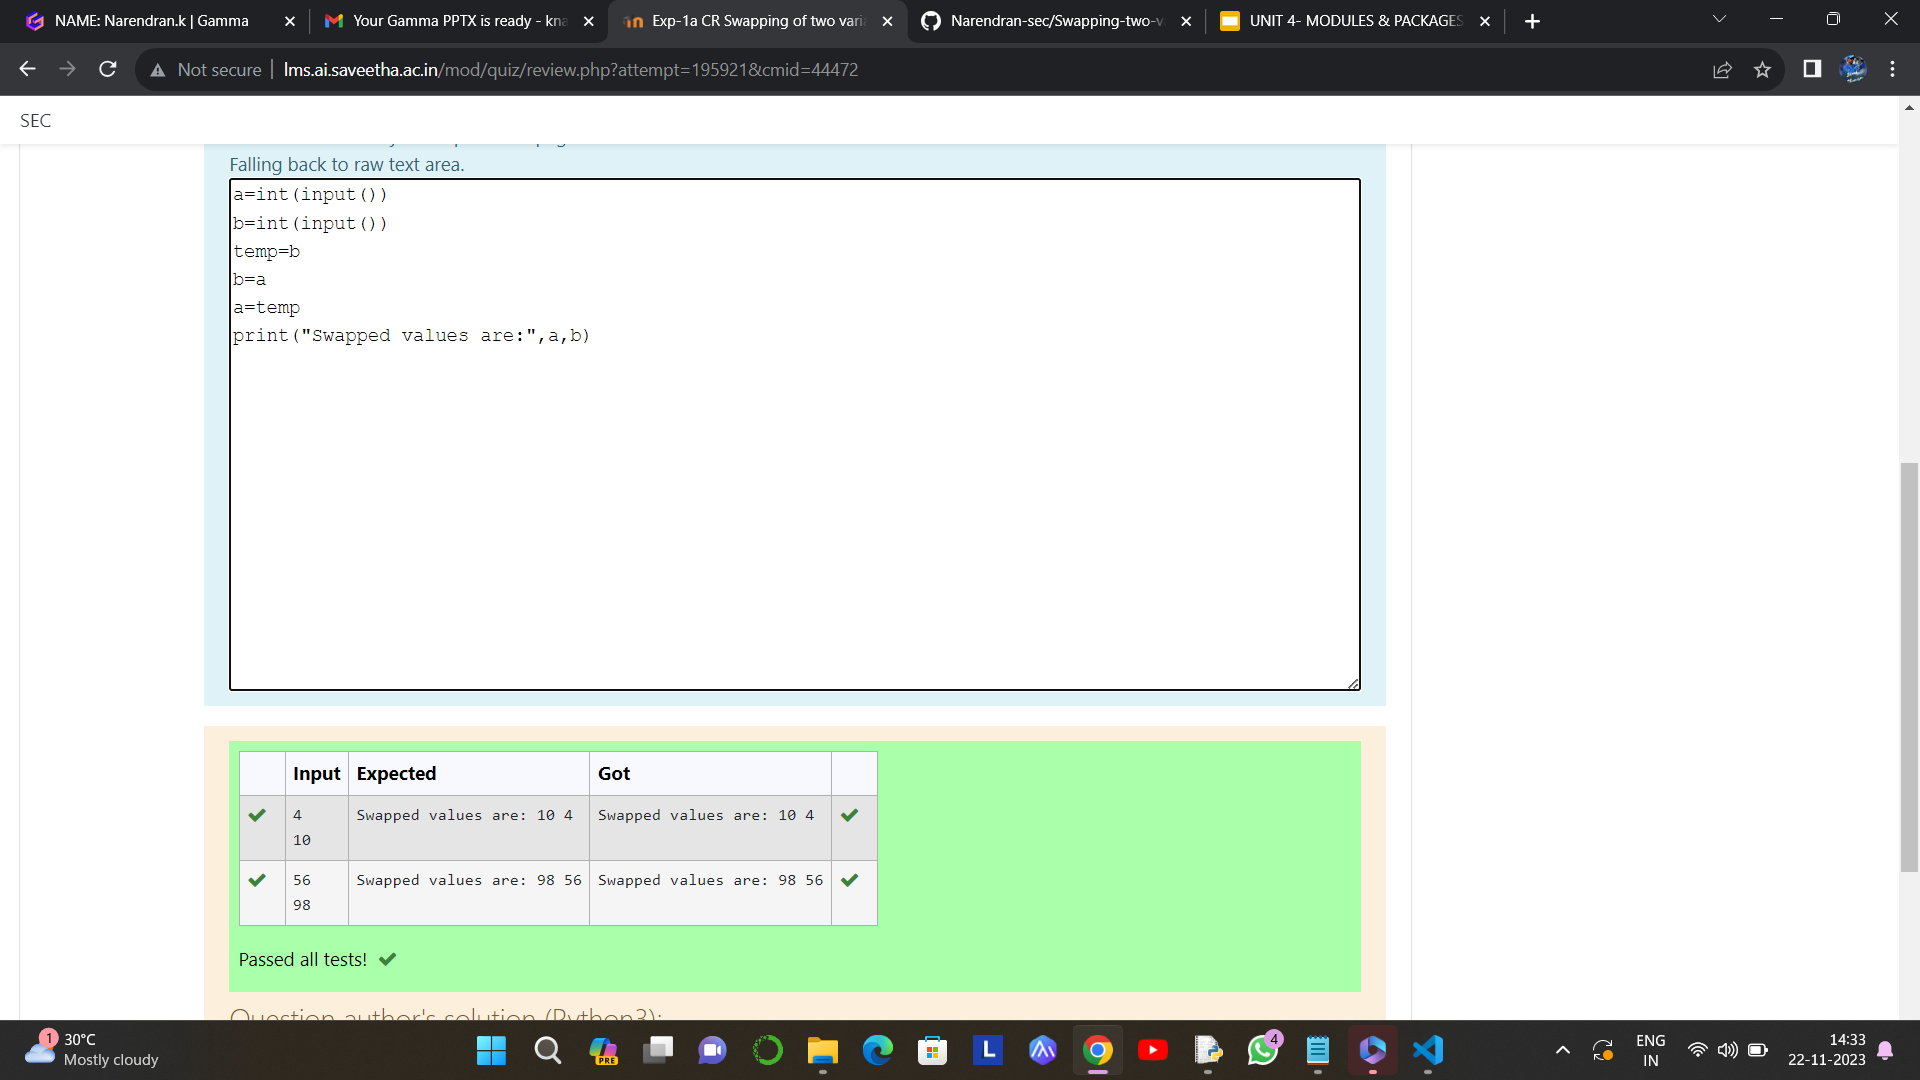 NAME: Narendran.k | Gamma
Your Gamma PPTX is ready - kna
Exp-1a CR Swapping of two vari
Narendran-sec/Swapping-two-v
UNIT 4- MODULES & PACKAGES
Not secure
lms.ai.saveetha.ac.in/mod/quiz/review.php?attempt=195921&cmid=44472
SEC
Falling back to raw text area.
a=int(input())
b=int(input())
temp=b
b=a
a=temp
print("Swapped values are:",a,b)
Input Expected Got
4 Swapped values are: 10 4 Swapped values are: 10 4
10
56 Swapped values are: 98 56 Swapped values are: 98 56
98
Passed all tests!
Question author's solution (Python3):
1
30°C
Mostly cloudy
PRE
L
4
ENG
IN
14:33
22-11-2023